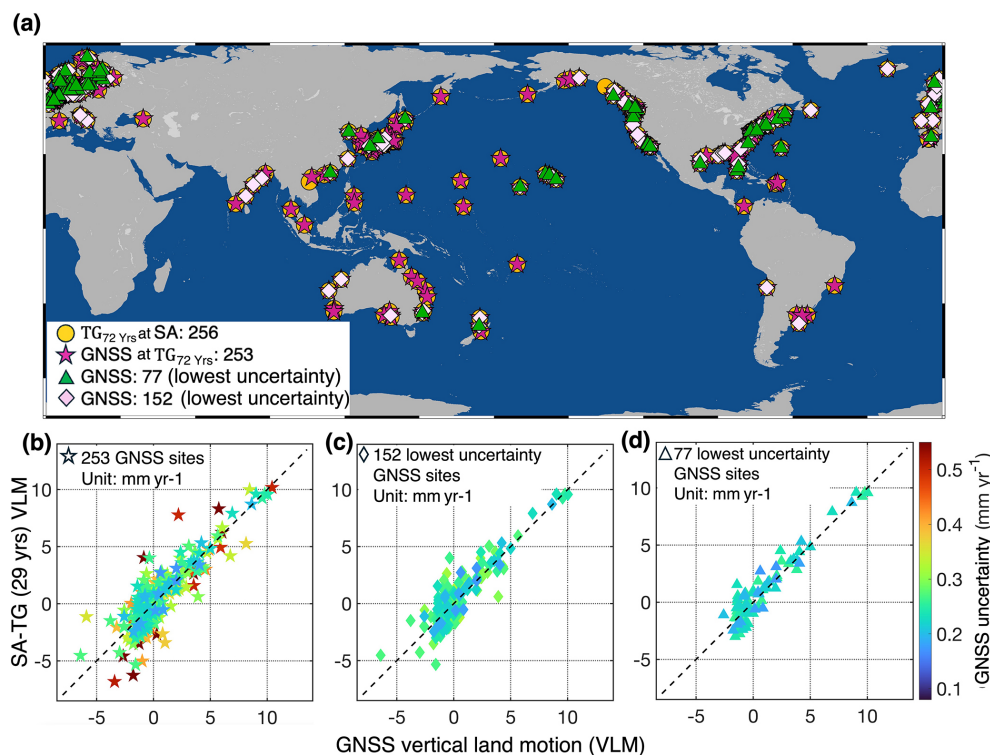 (a)
TG72 Yrs at SA: 256
GNSS at TG72 Yrs: 253
GNSS: 77 (lowest uncertainty)
GNSS: 152 (lowest uncertainty)
(b)
253 GNSS sites
Unit: mm yr-1
SA-TG (29 yrs) VLM
10
5
0
-5
-5 0 5 10
(c)
152 lowest uncertainty
GNSS sites
Unit: mm yr-1
10
5
0
-5
-5 0 5 10
(d)
77 lowest uncertainty
GNSS sites
Unit: mm yr-1
10
5
0
-5
-5 0 5 10
0.5
0.4
0.3
0.2
0.1
GNSS uncertainty (mm yr-1)
GNSS vertical land motion (VLM)